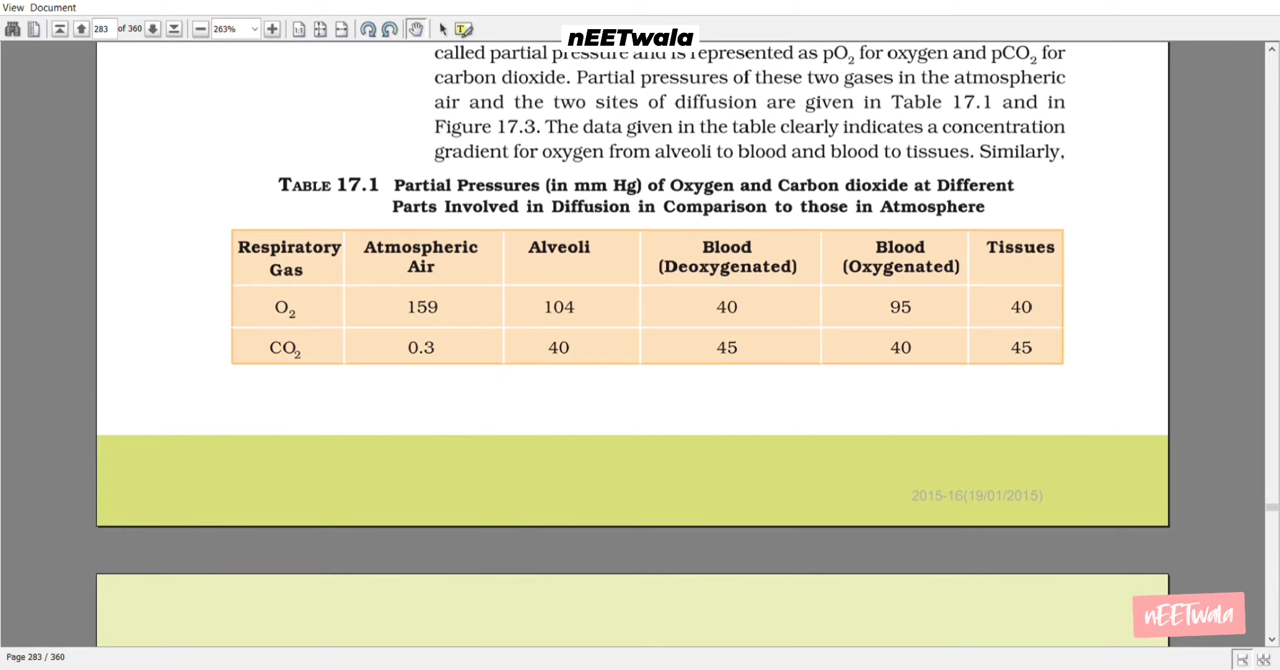 View Document
283 of 360 263%
nEETwala
called partial pressure and is represented as pO2 for oxygen and pCO2 for
carbon dioxide. Partial pressures of these two gases in the atmospheric
air and the two sites of diffusion are given in Table 17.1 and in
Figure 17.3. The data given in the table clearly indicates a concentration
gradient for oxygen from alveoli to blood and blood to tissues. Similarly,
TABLE 17.1 Partial Pressures (in mm Hg) of Oxygen and Carbon dioxide at Different
Parts Involved in Diffusion in Comparison to those in Atmosphere
Respiratory Atmospheric Alveoli Blood Blood Tissues
Gas Air (Deoxygenated) (Oxygenated)
O2 159 104 40 95 40
CO2 0.3 40 45 40 45
2015-16(19/01/2015)
nEETwala
Page 283 / 360